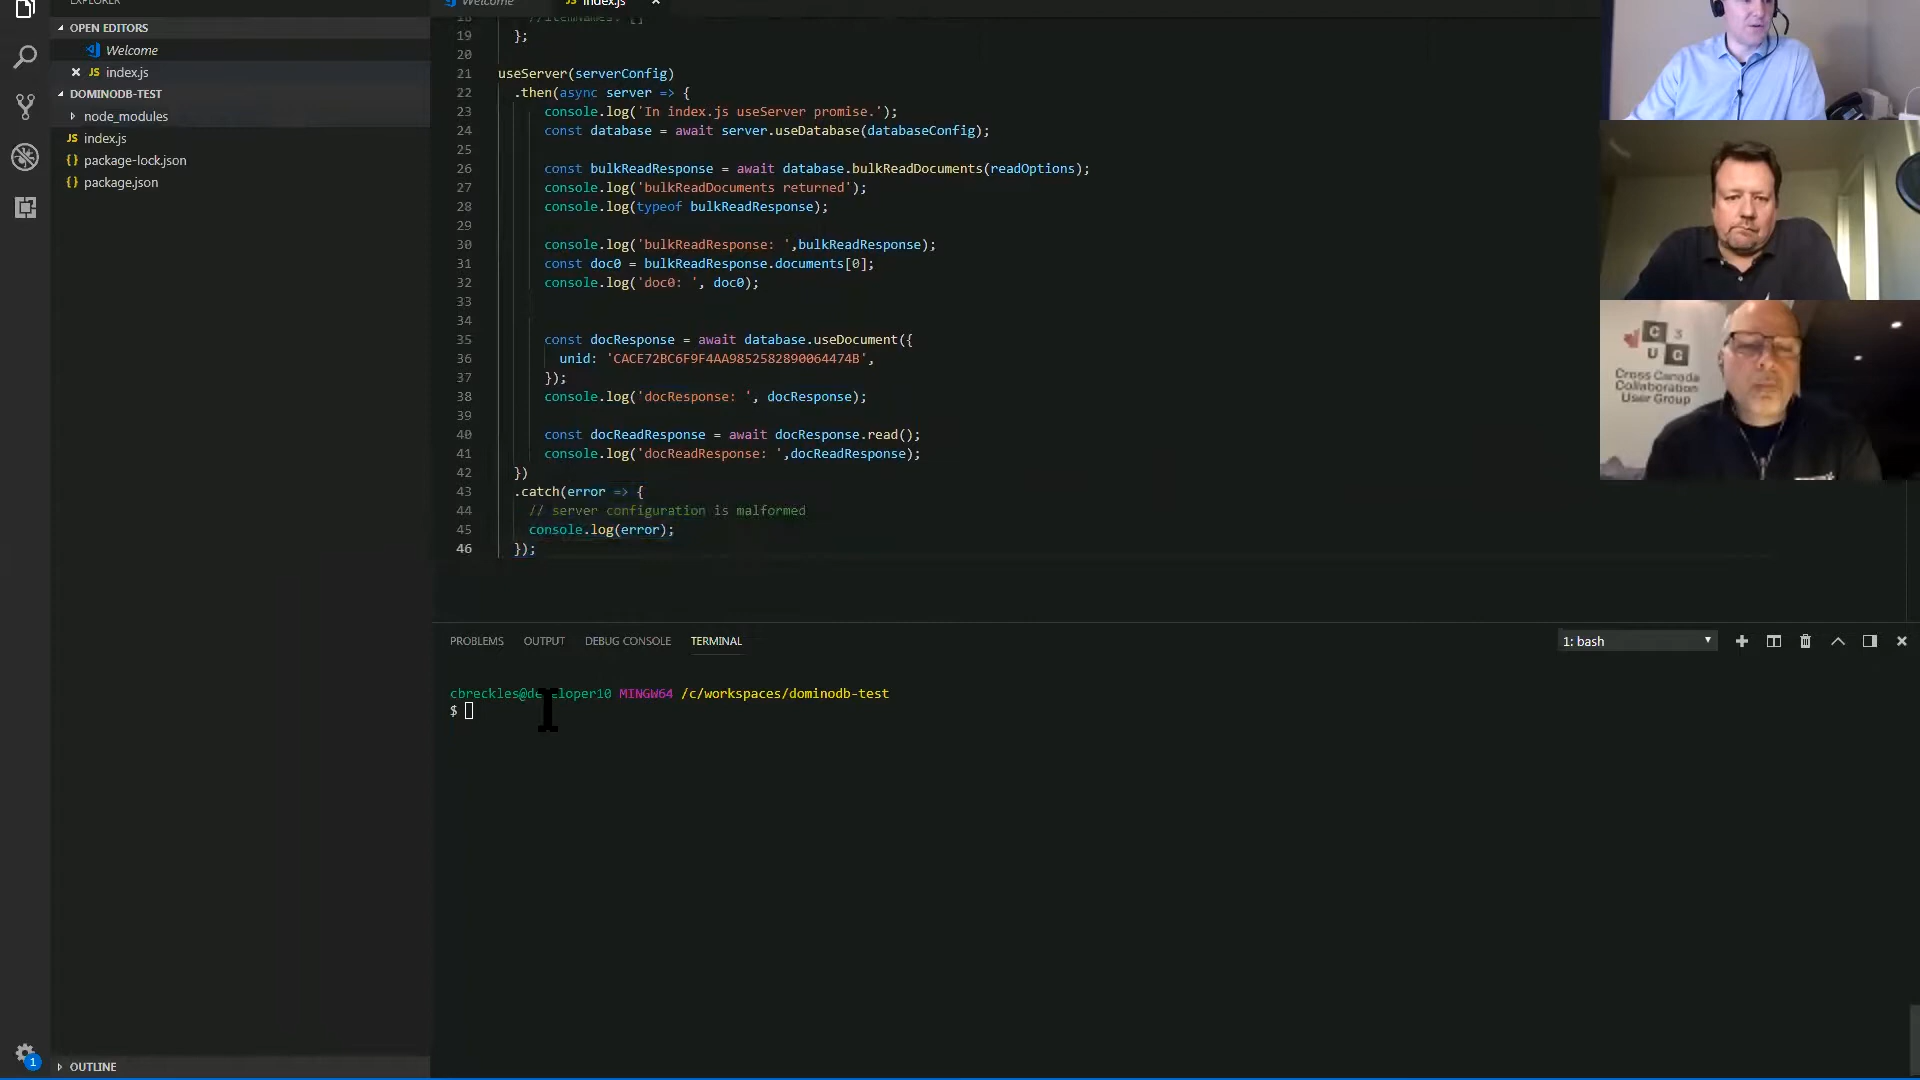 EXPLORER
OPEN EDITORS
Welcome
index.js
DOMINODB-TEST
node_modules
index.js
package-lock.json
package.json
OUTLINE
1
Welcome
index.js
18 //itemNames: []
19 };
20
21 useServer(serverConfig)
22 .then(async server => {
23 console.log('In index.js useServer promise.');
24 const database = await server.useDatabase(databaseConfig);
25
26 const bulkReadResponse = await database.bulkReadDocuments(readOptions);
27 console.log('bulkReadDocuments returned');
28 console.log(typeof bulkReadResponse);
29
30 console.log('bulkReadResponse: ',bulkReadResponse);
31 const doc0 = bulkReadResponse.documents[0];
32 console.log('doc0: ', doc0);
33
34
35 const docResponse = await database.useDocument({
36 unid: 'CACE72BC6F9F4AA9852582890064474B',
37 });
38 console.log('docResponse: ', docResponse);
39
40 const docReadResponse = await docResponse.read();
41 console.log('docReadResponse: ',docReadResponse);
42 })
43 .catch(error => {
44 // server configuration is malformed
45 console.log(error);
46 });
PROBLEMS OUTPUT DEBUG CONSOLE TERMINAL
1: bash
cbreckles@developer10 MINGW64 /c/workspaces/dominodb-test
$
C 3
U G
Cross Canada
Collaboration
User Group